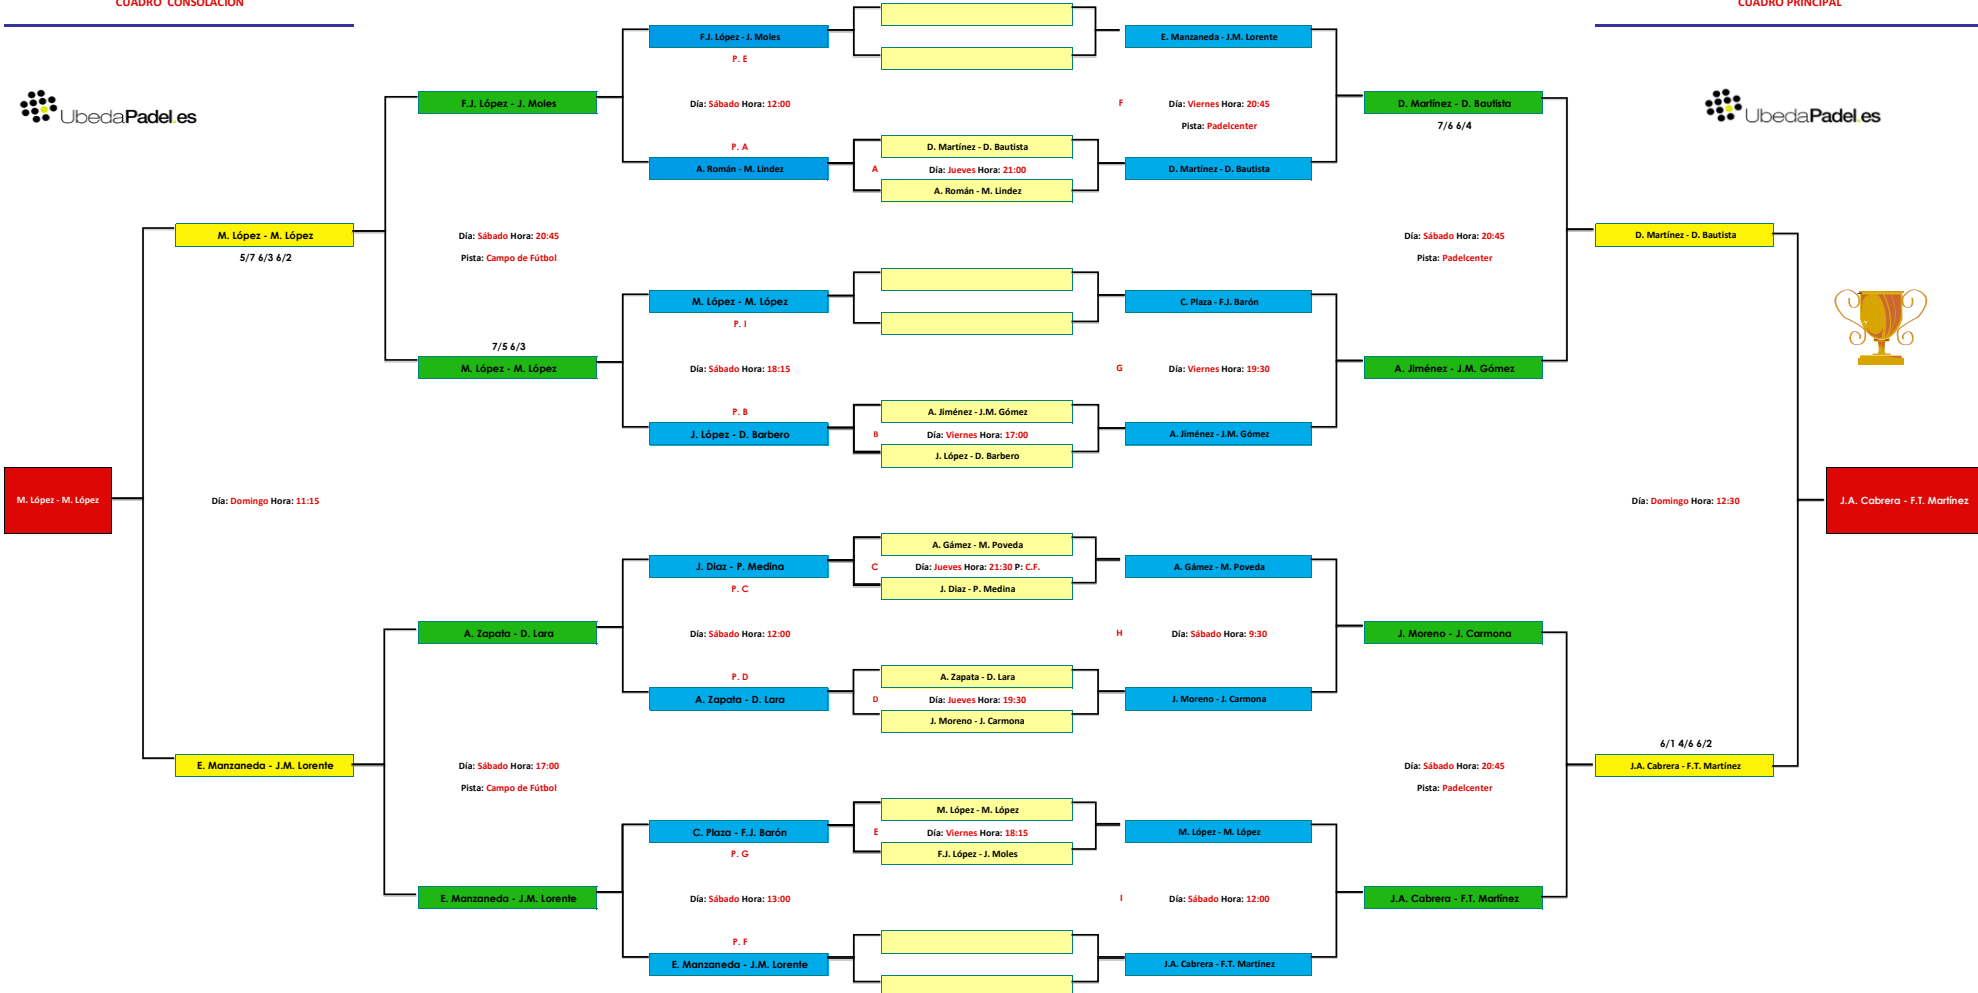 CUADRO CONSOLACIÓN
CUADRO PRINCIPAL
F.J. López - J. Moles
E. Manzaneda - J.M. Lorente
P. E
UbedaPadel.es
F.J. López - J. Moles
Día: Sábado Hora: 12:00
F
Día: Viernes Hora: 20:45
D. Martínez - D. Bautista
UbedaPadel.es
Pista: Padelcenter
7/6 6/4
P. A
D. Martínez - D. Bautista
A. Román - M. Lindez
A
Día: Jueves Hora: 21:00
D. Martínez - D. Bautista
A. Román - M. Lindez
M. López - M. López
Día: Sábado Hora: 20:45
Día: Sábado Hora: 20:45
D. Martínez - D. Bautista
5/7 6/3 6/2
Pista: Campo de Fútbol
Pista: Padelcenter
M. López - M. López
C. Plaza - F.J. Barón
P. I
7/5 6/3
M. López - M. López
Día: Sábado Hora: 18:15
G
Día: Viernes Hora: 19:30
A. Jiménez - J.M. Gómez
P. B
A. Jiménez - J.M. Gómez
J. López - D. Barbero
B
Día: Viernes Hora: 17:00
A. Jiménez - J.M. Gómez
J. López - D. Barbero
M. López - M. López
Día: Domingo Hora: 11:15
Día: Domingo Hora: 12:30
J.A. Cabrera - F.T. Martínez
A. Gámez - M. Poveda
J. Diaz - P. Medina
C
Día: Jueves Hora: 21:30 P: C.F.
A. Gámez - M. Poveda
P. C
J. Diaz - P. Medina
A. Zapata - D. Lara
Día: Sábado Hora: 12:00
H
Día: Sábado Hora: 9:30
J. Moreno - J. Carmona
P. D
A. Zapata - D. Lara
A. Zapata - D. Lara
D
Día: Jueves Hora: 19:30
J. Moreno - J. Carmona
J. Moreno - J. Carmona
6/1 4/6 6/2
E. Manzaneda - J.M. Lorente
Día: Sábado Hora: 17:00
Día: Sábado Hora: 20:45
J.A. Cabrera - F.T. Martínez
Pista: Campo de Fútbol
Pista: Padelcenter
M. López - M. López
C. Plaza - F.J. Barón
E
Día: Viernes Hora: 18:15
M. López - M. López
P. G
F.J. López - J. Moles
E. Manzaneda - J.M. Lorente
Día: Sábado Hora: 13:00
I
Día: Sábado Hora: 12:00
J.A. Cabrera - F.T. Martínez
P. F
E. Manzaneda - J.M. Lorente
J.A. Cabrera - F.T. Martínez